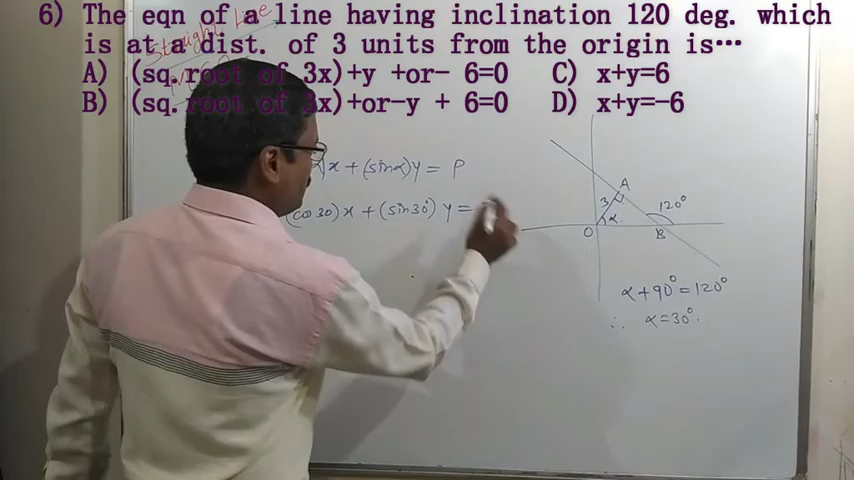 6) The eqn of a line having inclination 120 deg. which
is at a dist. of 3 units from the origin is…
A) (sq.root of 3x)+y +or- 6=0 C) x+y=6
B) (sq.root of 3x)+or-y + 6=0 D) x+y=-6
Straight Line
x + (sinα)y = P
(cos 30)x + (sin 30°) y =
A
3
α
120°
O
B
α + 90° = 120°
∴ α = 30°.